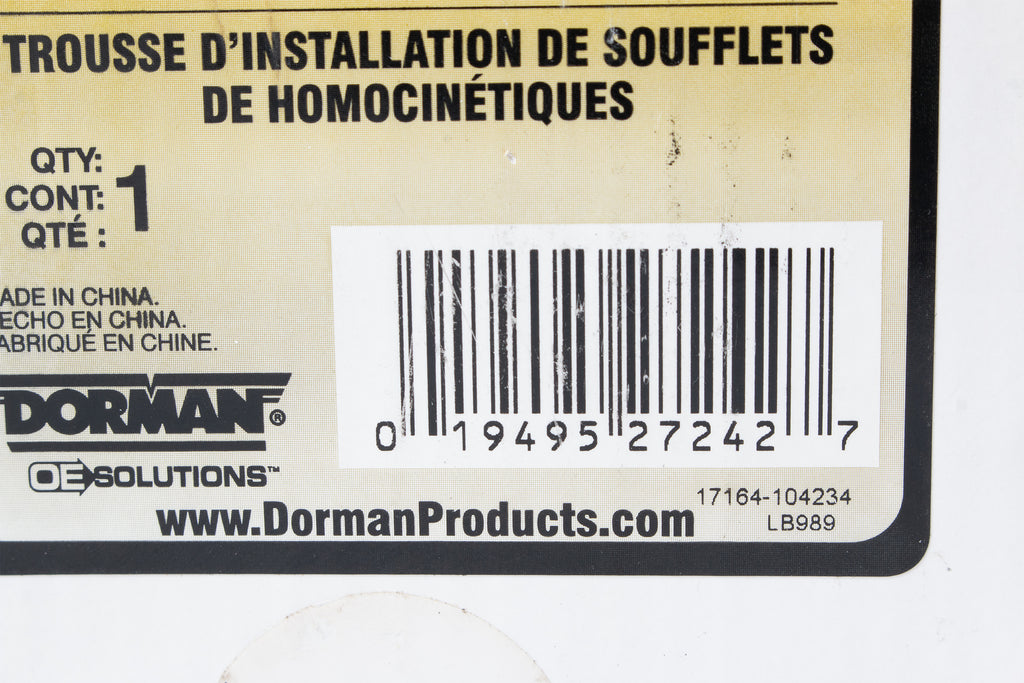 TROUSSE D'INSTALLATION DE SOUFFLETS
DE HOMOCINÉTIQUES
QTY:
CONT: 1
QTÉ :
ADE IN CHINA.
ECHO EN CHINA.
ABRIQUÉ EN CHINE.
DORMAN®
OE SOLUTIONS™
0 19495 27242 7
17164-104234
LB989
www.DormanProducts.com